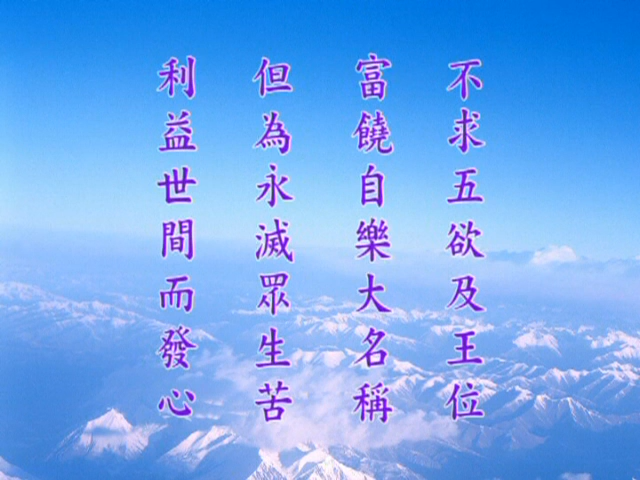 不求五欲及王位
富饒自樂大名稱
但為永滅眾生苦
利益世間而發心